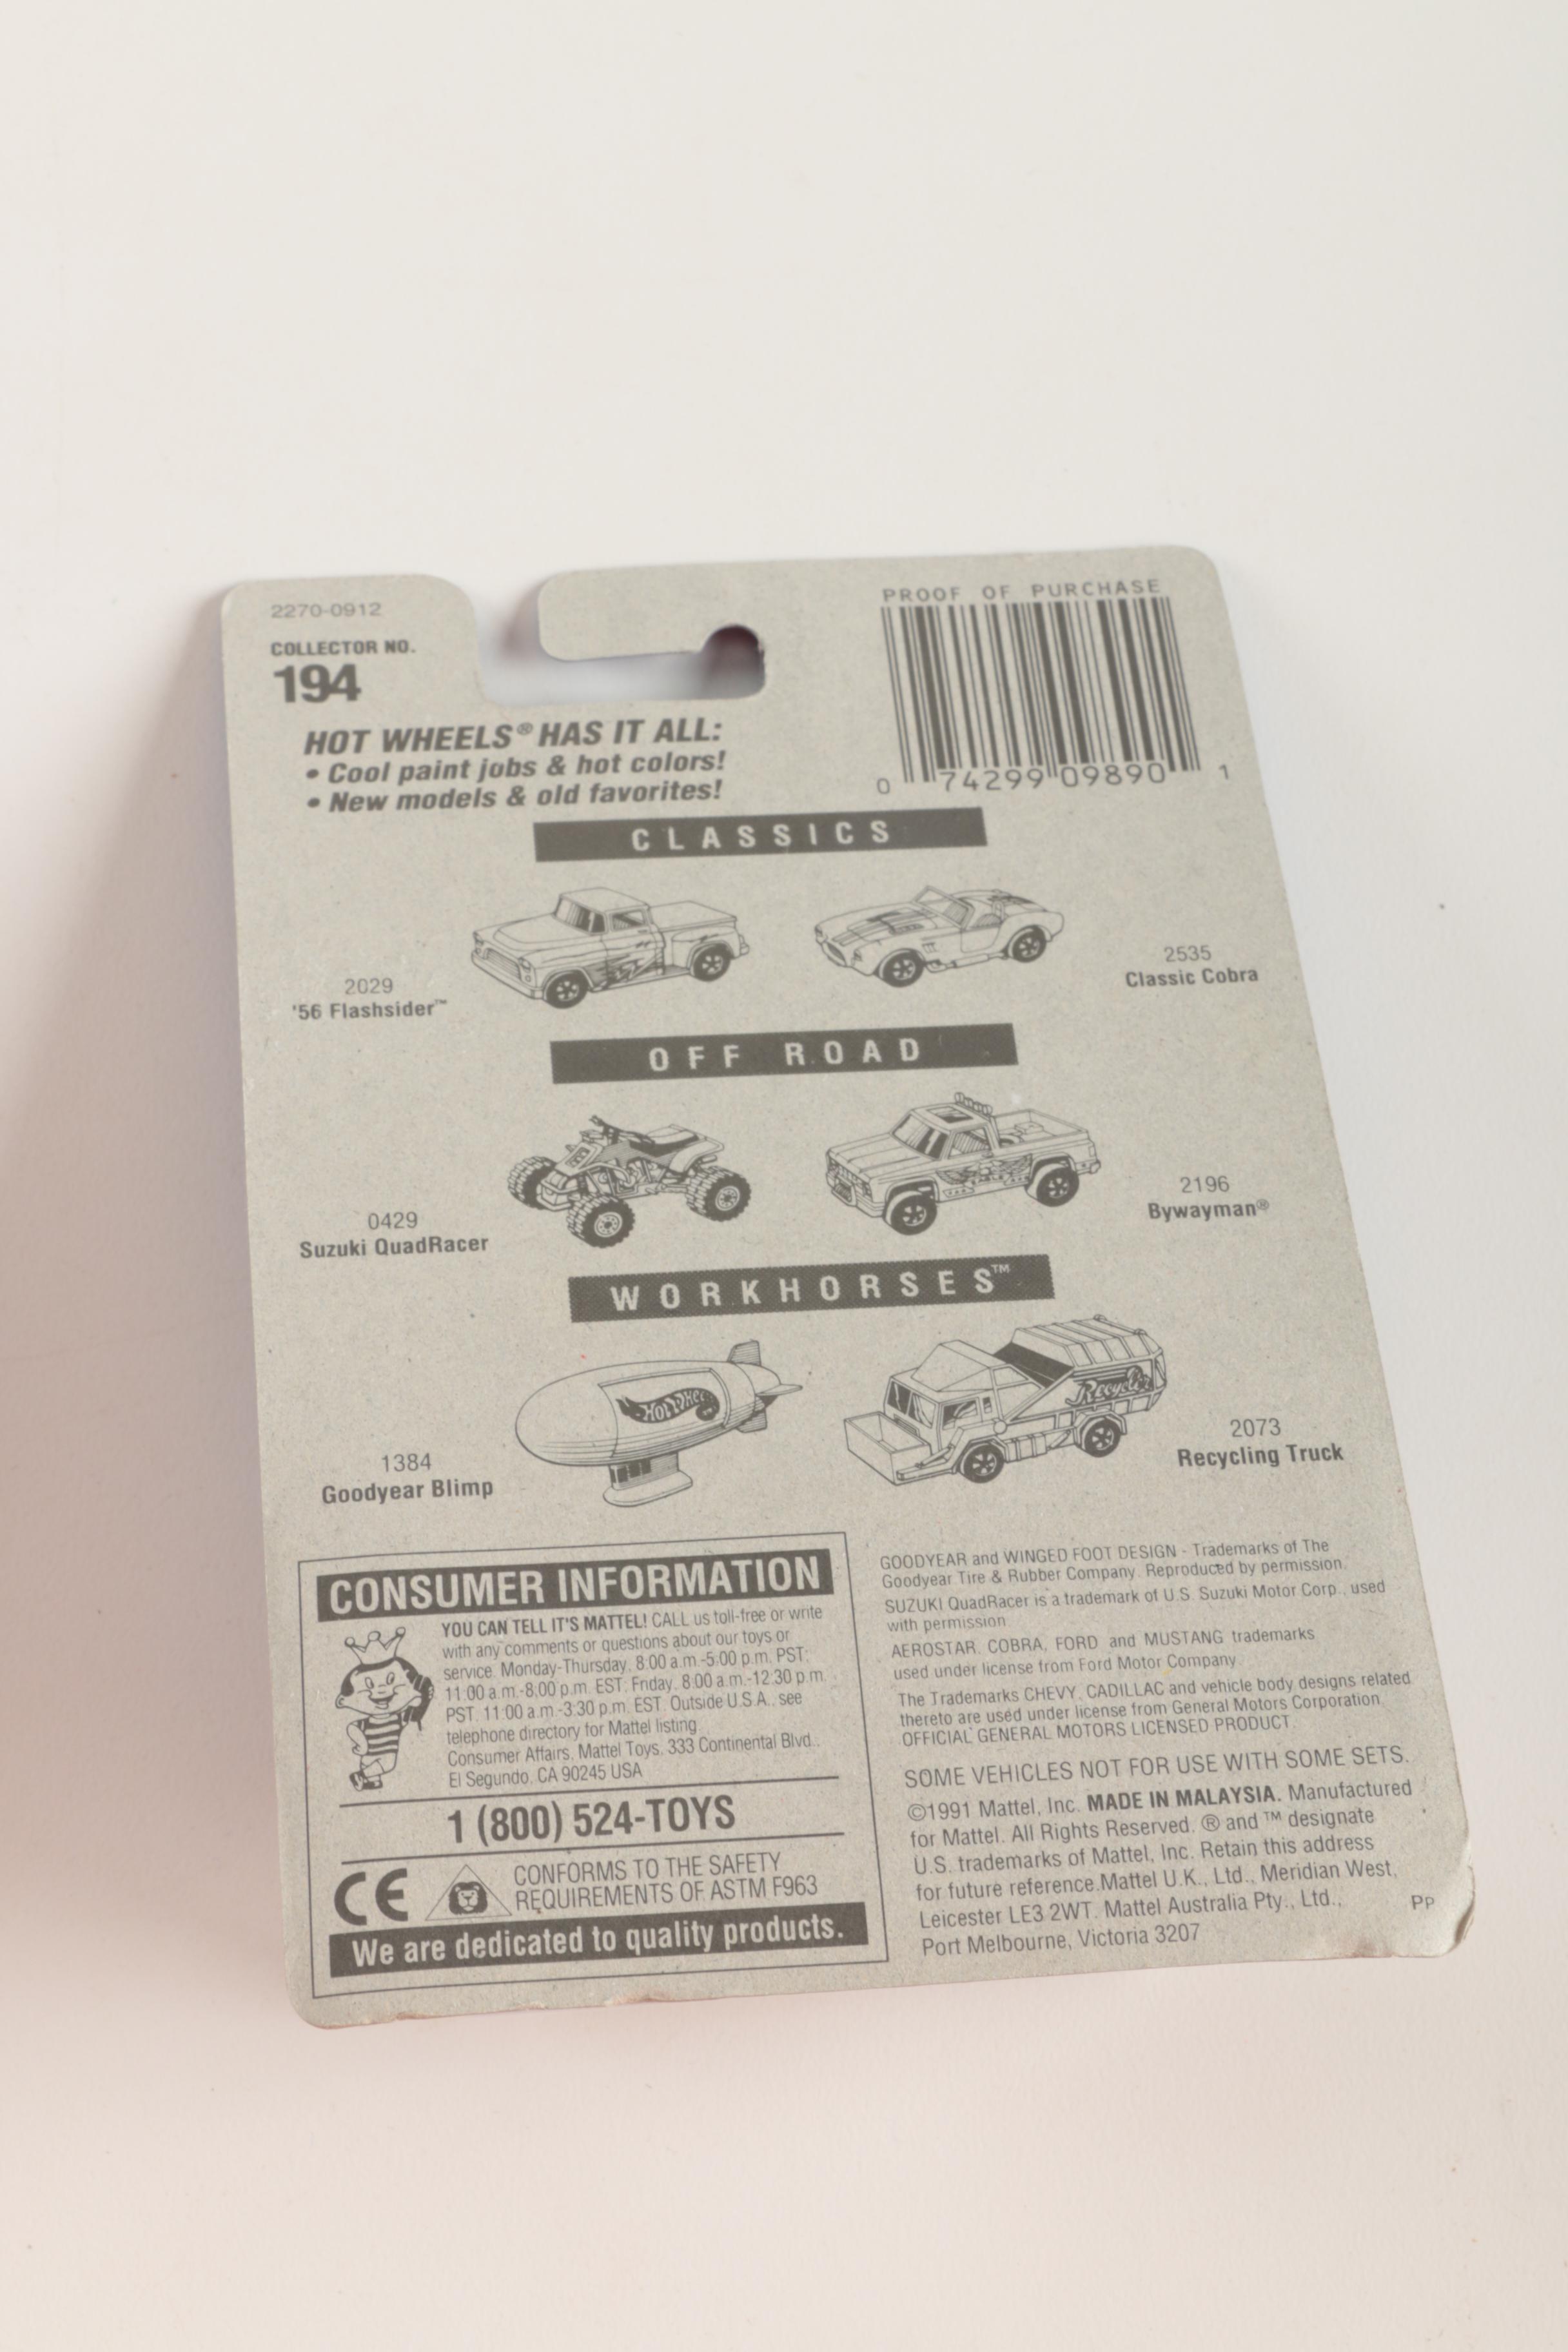 2270-0912
COLLECTOR NO.
194
PROOF OF PURCHASE
0 74299 09890 1
HOT WHEELS® HAS IT ALL:
• Cool paint jobs & hot colors!
• New models & old favorites!
CLASSICS
2029
'56 Flashsider™
2535
Classic Cobra
OFF ROAD
0429
Suzuki QuadRacer
2196
Bywayman®
WORKHORSES™
HOT WHEELS
Recycler
1384
Goodyear Blimp
2073
Recycling Truck
CONSUMER INFORMATION
YOU CAN TELL IT'S MATTEL! CALL us toll-free or write
with any comments or questions about our toys or
service. Monday-Thursday, 8:00 a.m.-5:00 p.m. PST:
11:00 a.m.-8:00 p.m. EST: Friday, 8:00 a.m.-12:30 p.m.
PST, 11:00 a.m.-3:30 p.m. EST. Outside U.S.A., see
telephone directory for Mattel listing.
Consumer Affairs, Mattel Toys, 333 Continental Blvd.,
El Segundo, CA 90245 USA
1 (800) 524-TOYS
CE
CONFORMS TO THE SAFETY
REQUIREMENTS OF ASTM F963
We are dedicated to quality products.
GOODYEAR and WINGED FOOT DESIGN - Trademarks of The
Goodyear Tire & Rubber Company. Reproduced by permission.
SUZUKI QuadRacer is a trademark of U.S. Suzuki Motor Corp., used
with permission.
AEROSTAR, COBRA, FORD and MUSTANG trademarks
used under license from Ford Motor Company.
The Trademarks CHEVY, CADILLAC and vehicle body designs related
thereto are used under license from General Motors Corporation.
OFFICIAL GENERAL MOTORS LICENSED PRODUCT.
SOME VEHICLES NOT FOR USE WITH SOME SETS.
©1991 Mattel, Inc. MADE IN MALAYSIA. Manufactured
for Mattel. All Rights Reserved. ® and ™ designate
U.S. trademarks of Mattel, Inc. Retain this address
for future reference.Mattel U.K., Ltd., Meridian West,
Leicester LE3 2WT. Mattel Australia Pty., Ltd.,
Port Melbourne, Victoria 3207
PP